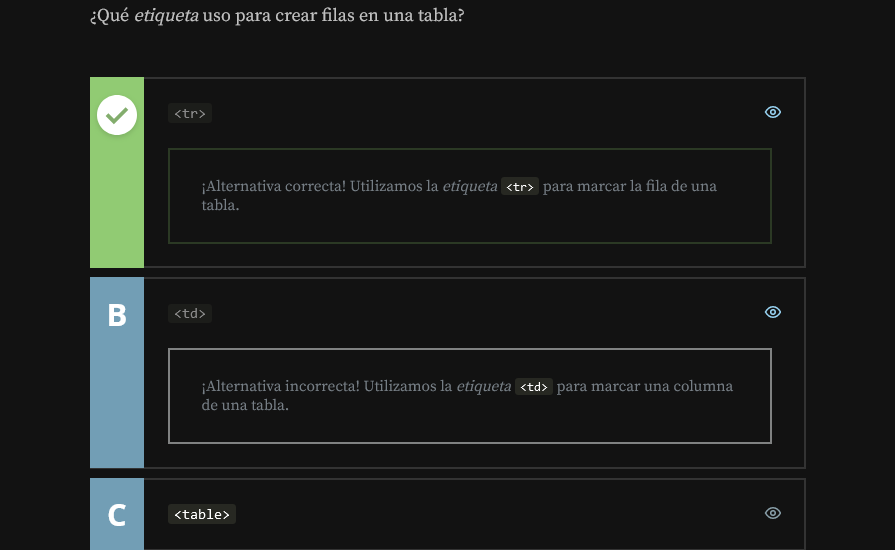 ¿Qué etiqueta uso para crear filas en una tabla?
<tr>
¡Alternativa correcta! Utilizamos la etiqueta <tr> para marcar la fila de una
tabla.
B
<td>
¡Alternativa incorrecta! Utilizamos la etiqueta <td> para marcar una columna
de una tabla.
C
<table>